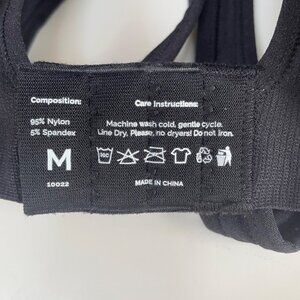 Composition:
95% Nylon
5% Spandex
M
10022
Care Instructions:
Machine wash cold, gentle cycle.
Line Dry, Please, no dryers! Do not iron.
30C
MADE IN CHINA